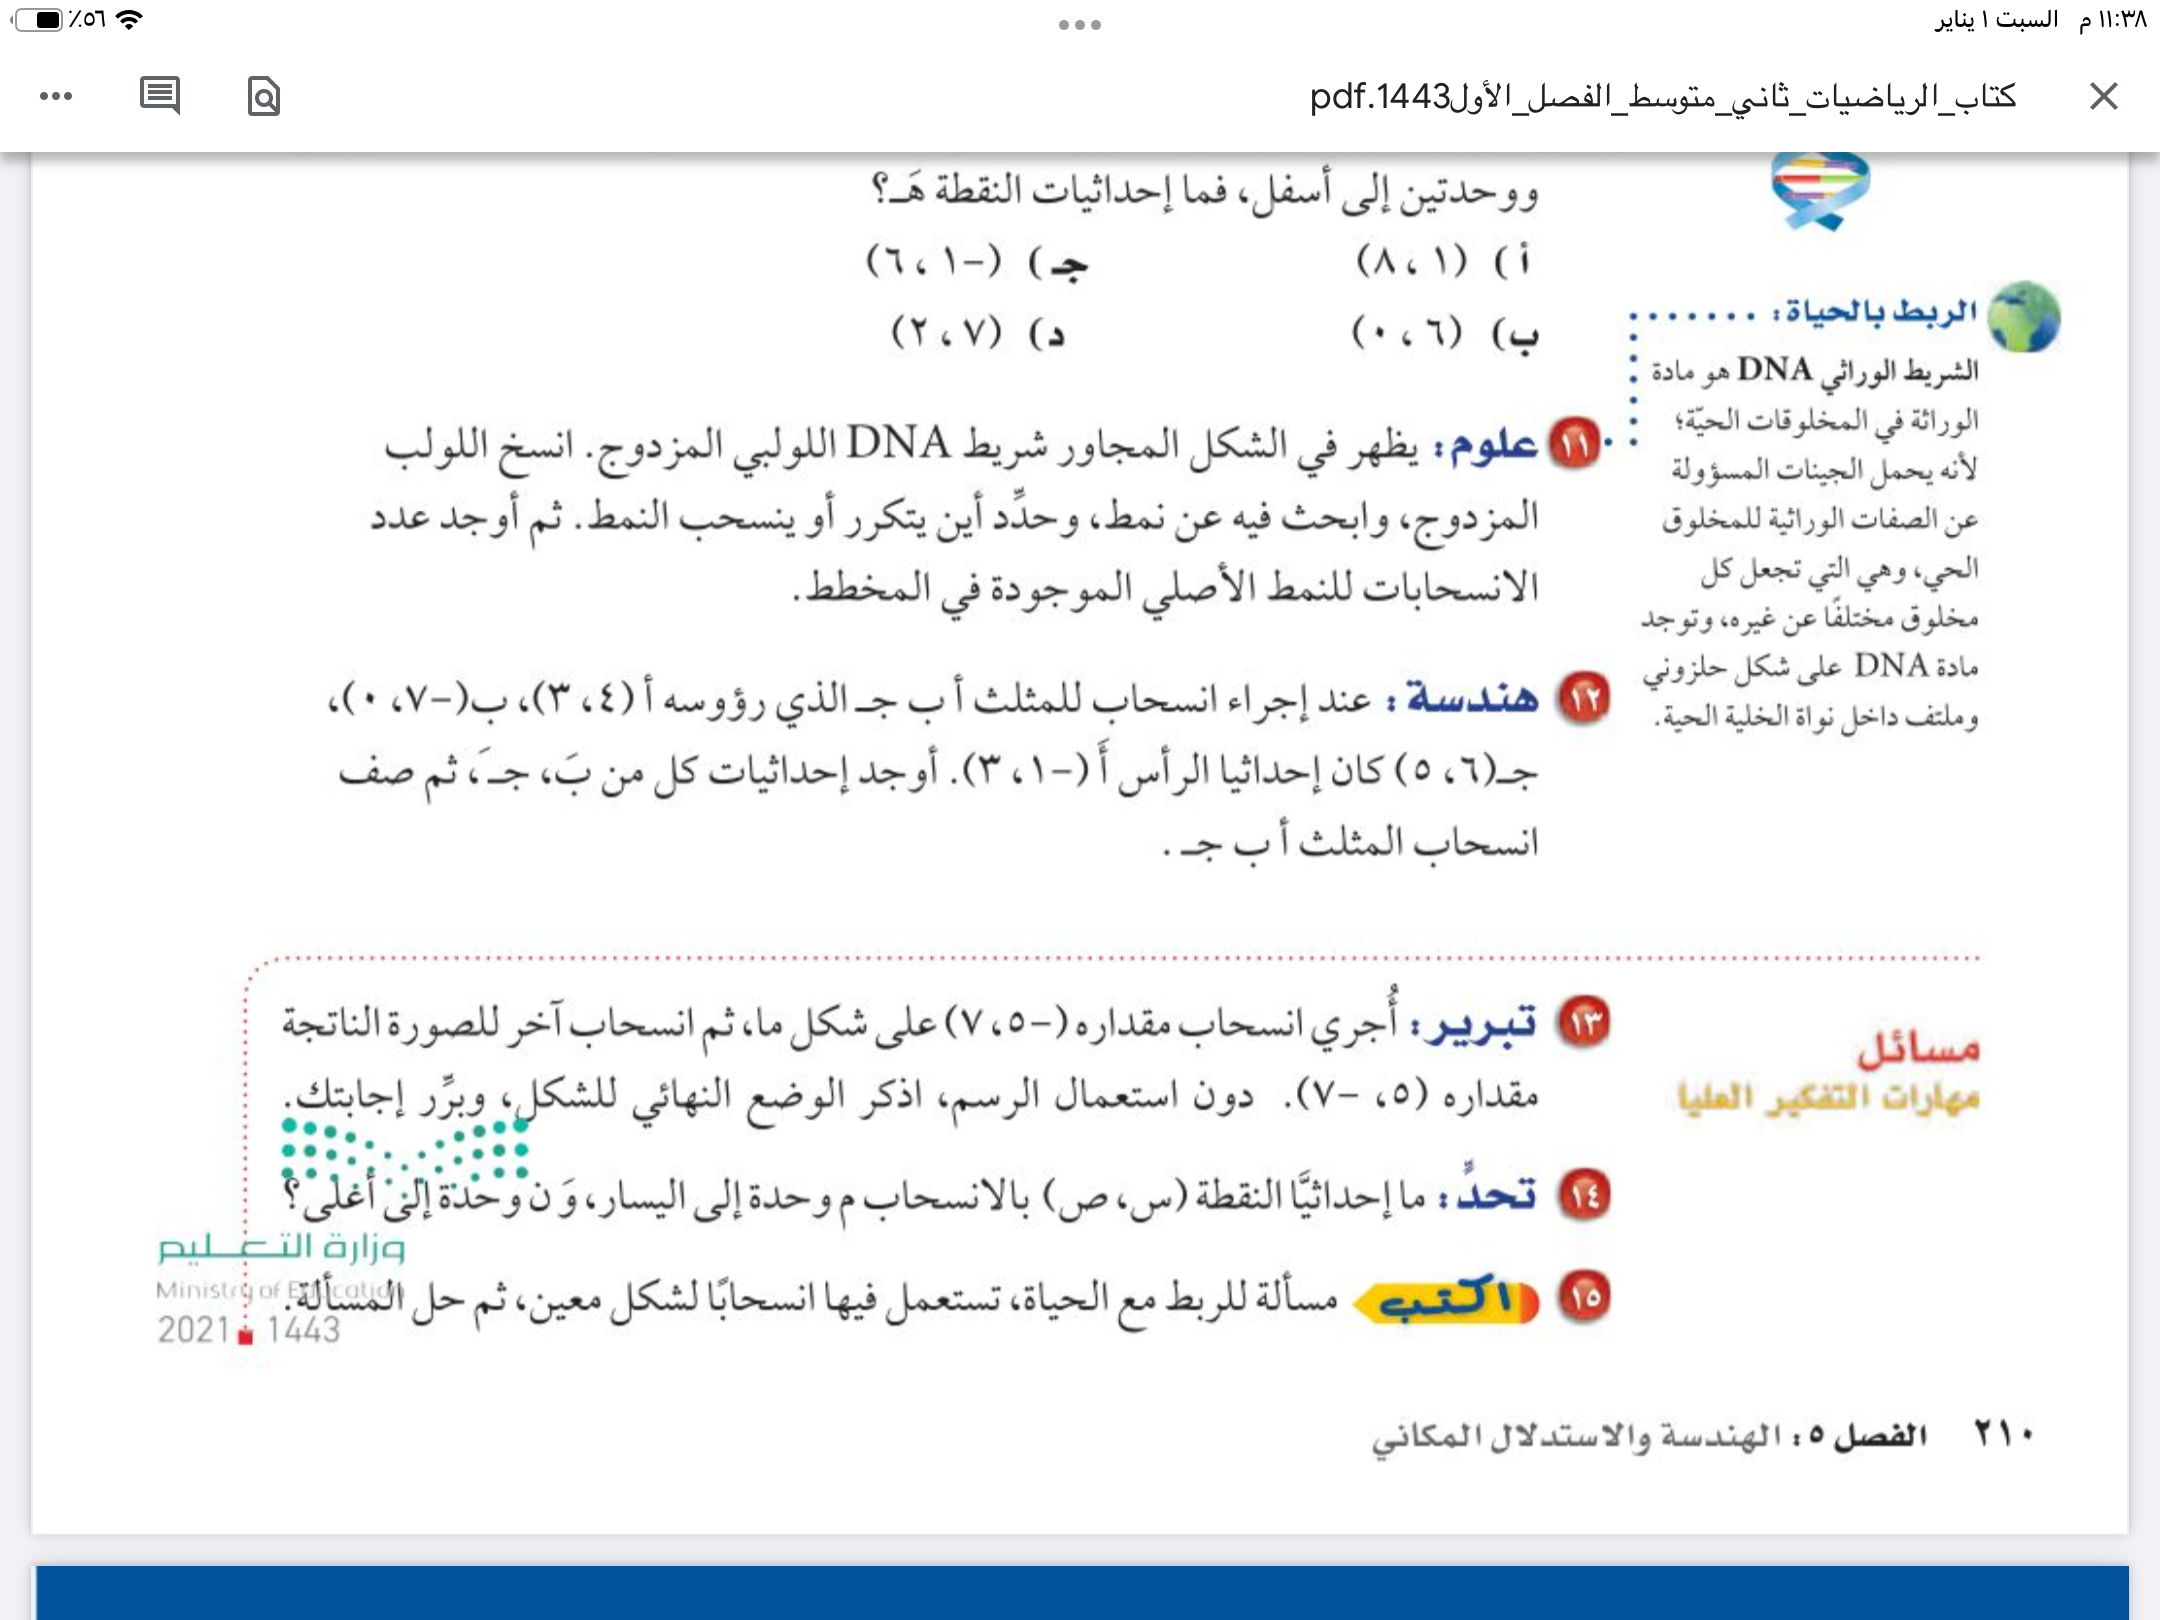 ١١:٣٨ م السبت ١ يناير
٪٥٦
كتاب_الرياضيات_ثاني_متوسط_الفصل_الأول1443.pdf
ووحدتين إلى أسفل، فما إحداثيات النقطة هَـ؟
أ ) (١ ، ٨) جـ ) (-١ ، ٦)
ب) (٦ ، ٠) د) (٧ ، ٢)
الربط بالحياة :
الشريط الوراثي DNA هو مادة
الوراثة في المخلوقات الحيّة؛
لأنه يحمل الجينات المسؤولة
عن الصفات الوراثية للمخلوق
الحي، وهي التي تجعل كل
مخلوق مختلفًا عن غيره، وتوجد
مادة DNA على شكل حلزوني
وملتف داخل نواة الخلية الحية.
١١ علوم : يظهر في الشكل المجاور شريط DNA اللولبي المزدوج. انسخ اللولب
المزدوج، وابحث فيه عن نمط، وحدِّد أين يتكرر أو ينسحب النمط. ثم أوجد عدد
الانسحابات للنمط الأصلي الموجودة في المخطط.
١٢ هندسة : عند إجراء انسحاب للمثلث أ ب جـ الذي رؤوسه أ (٤ ، ٣)، ب(-٧، ٠)،
جـ(٦ ، ٥) كان إحداثيا الرأس أَ (-١ ، ٣). أوجد إحداثيات كل من بَ، جـَ، ثم صف
انسحاب المثلث أ ب جـ .
مسائل
مهارات التفكير العليا
١٣ تبرير : أُجري انسحاب مقداره (-٥، ٧) على شكل ما، ثم انسحاب آخر للصورة الناتجة
مقداره (٥، -٧). دون استعمال الرسم، اذكر الوضع النهائي للشكل، وبرِّر إجابتك.
١٤ تحدٍّ : ما إحداثيَّا النقطة (س، ص) بالانسحاب م وحدة إلى اليسار، وَ ن وحدة إلى أعلى؟
١٥ اكتب مسألة للربط مع الحياة، تستعمل فيها انسحابًا لشكل معين، ثم حل المسألة.
وزارة التعليم
Ministry of Education
2021 1443
٢١٠ الفصل ٥ : الهندسة والاستدلال المكاني